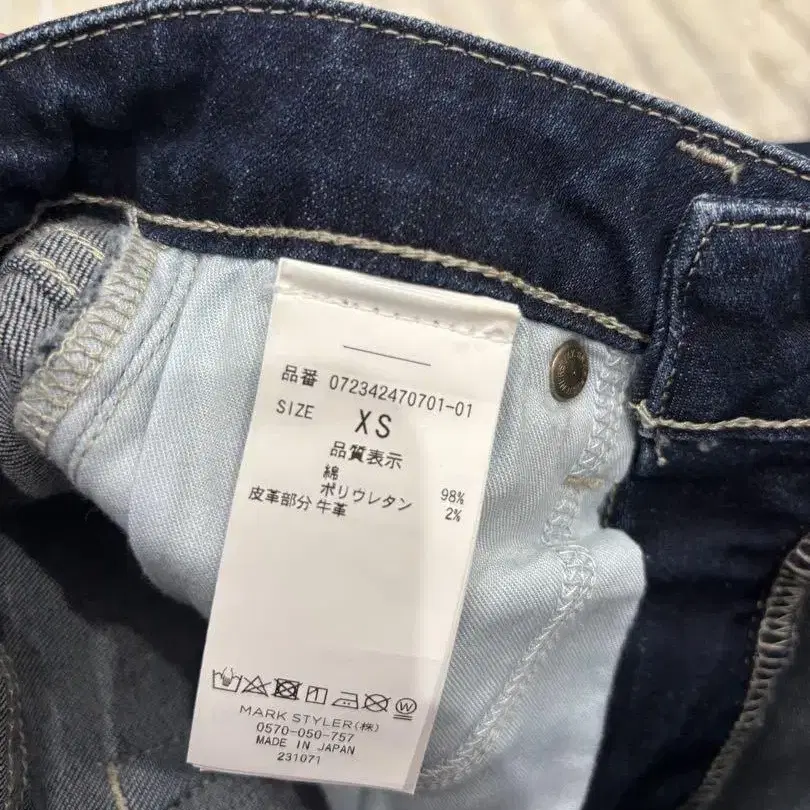 品番 072342470701-01
SIZE XS
品質表示
綿 98%
ポリウレタン 2%
皮革部分 牛革
W
MARK STYLER(株)
0570-050-757
MADE IN JAPAN
231071